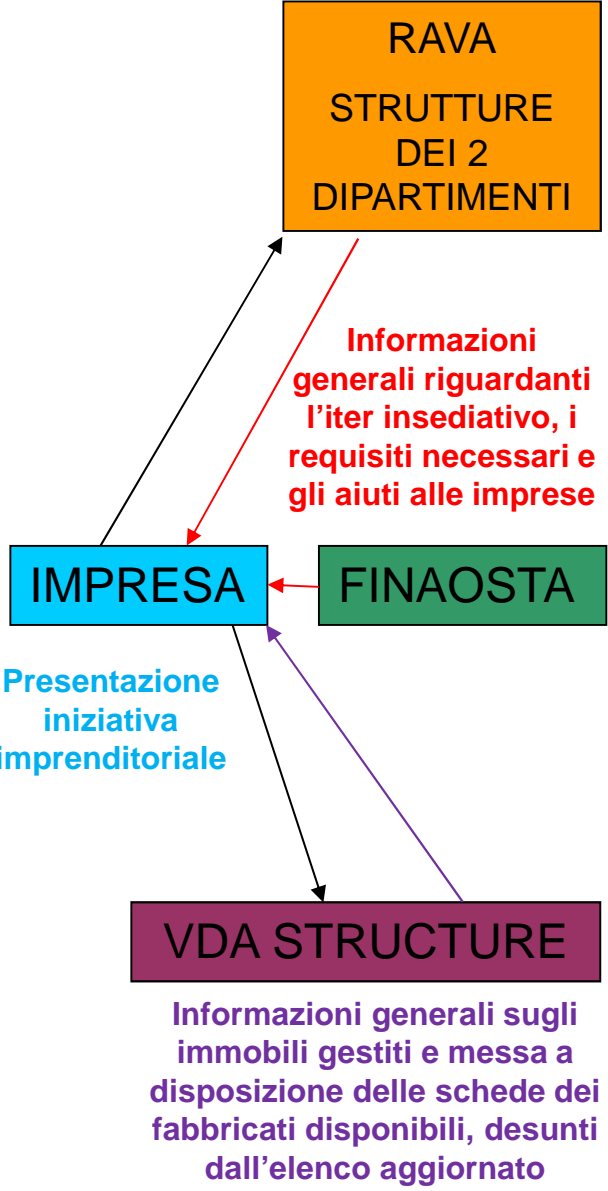 RAVA
STRUTTURE
DEI 2
DIPARTIMENTI
Informazioni
generali riguardanti
l’iter insediativo, i
requisiti necessari e
gli aiuti alle imprese
IMPRESA
FINAOSTA
Presentazione
iniziativa
imprenditoriale
VDA STRUCTURE
Informazioni generali sugli
immobili gestiti e messa a
disposizione delle schede dei
fabbricati disponibili, desunti
dall’elenco aggiornato